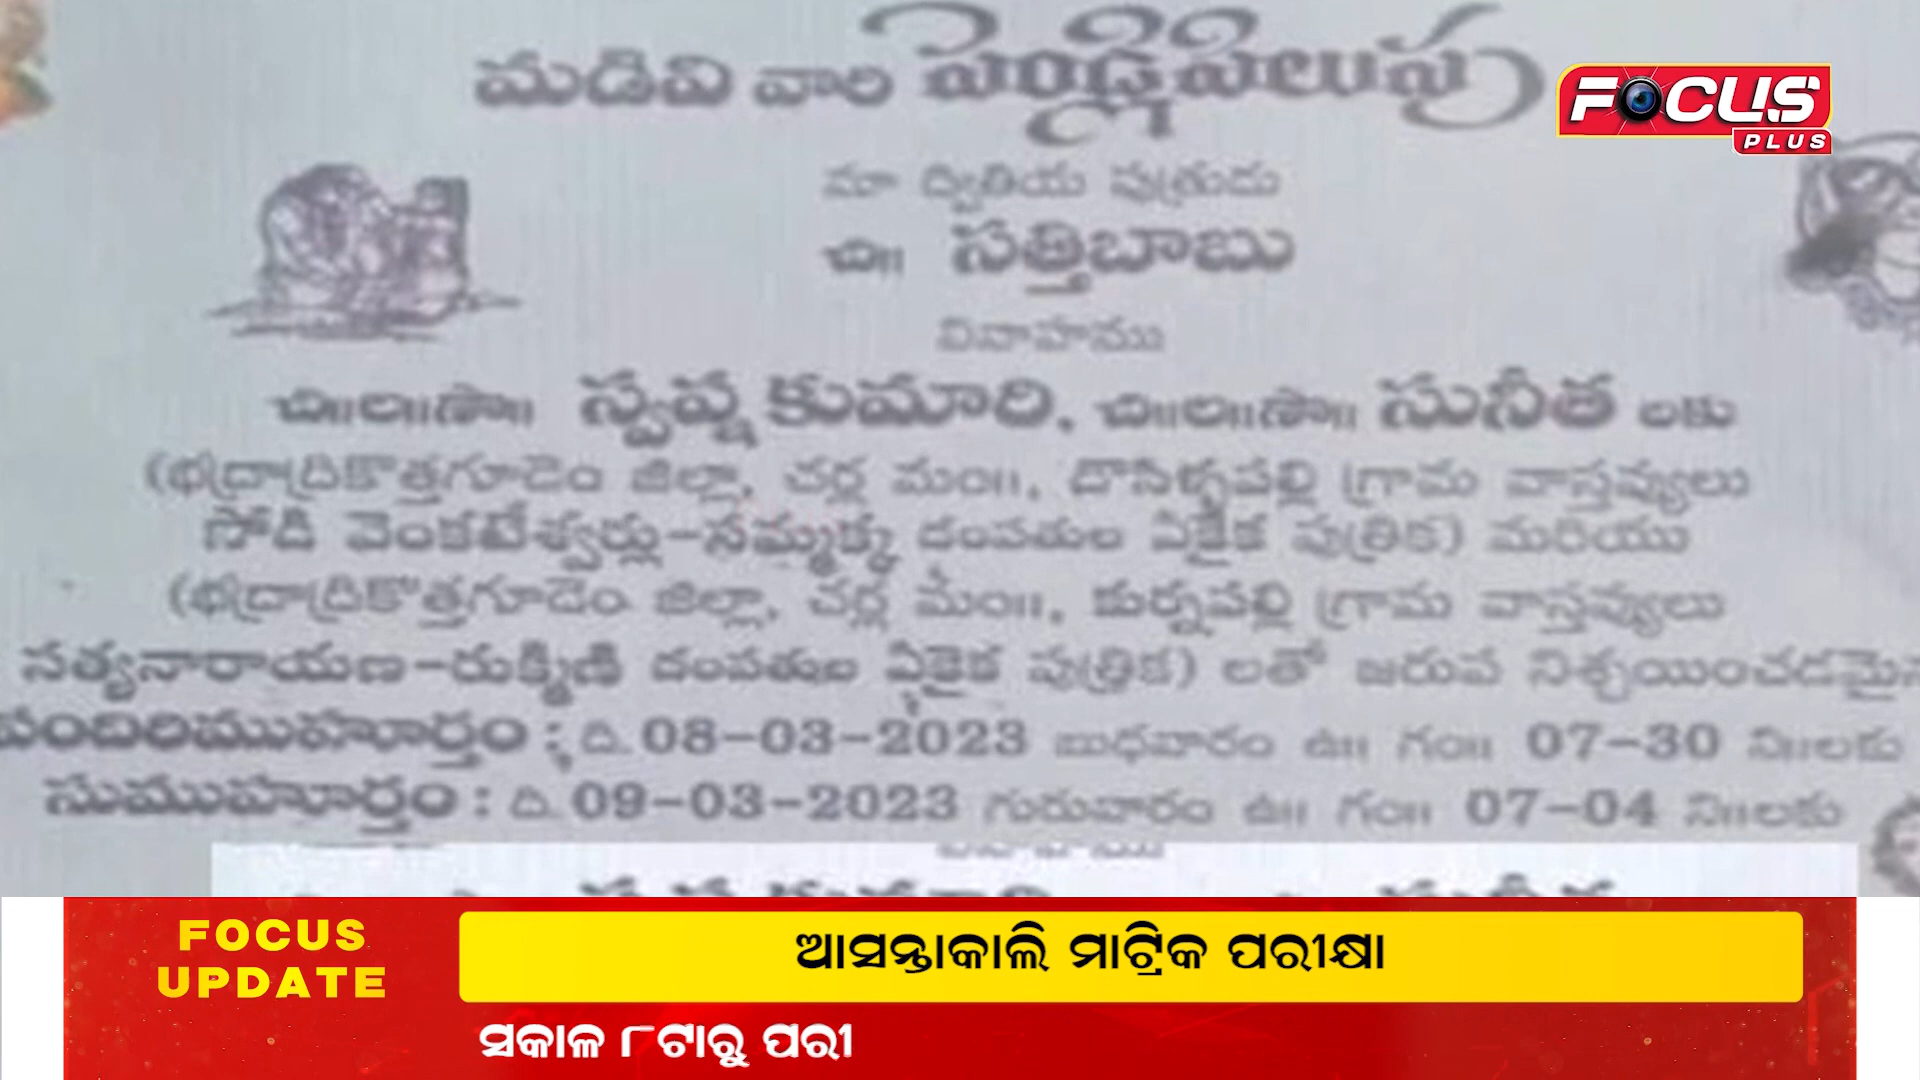 మడివి వారి పెండ్లిపిలుపు
FOCUS
PLUS
మా ద్వితీయ పుత్రుడు
చి॥ సత్తిబాబు
వివాహము
చి॥ల॥సౌ॥ స్వప్న కుమారి, చి॥ల॥సౌ॥ సునీత లకు
(భద్రాద్రికొత్తగూడెం జిల్లా, చర్ల మం॥, దోసిళ్ళపల్లి గ్రామ వాస్తవ్యులు
సోడి వెంకటేశ్వర్లు-సమ్మక్క దంపతుల ఏకైక పుత్రిక) మరియు
(భద్రాద్రికొత్తగూడెం జిల్లా, చర్ల మం॥, కుర్నపల్లి గ్రామ వాస్తవ్యులు
సత్యనారాయణ-రుక్మిణి దంపతుల ఏకైక పుత్రిక) లతో జరుప నిశ్చయించడమైన
పందిరిముహూర్తం : ది. 08-03-2023 బుధవారం ఉ॥ గం॥ 07-30 ని॥లకు
సుముహూర్తం : ది. 09-03-2023 గురువారం ఉ॥ గం॥ 07-04 ని॥లకు
FOCUS
UPDATE
ଆସନ୍ତାକାଲି ମାଟ୍ରିକ ପରୀକ୍ଷା
ସକାଳ ୮ଟାରୁ ପରୀ